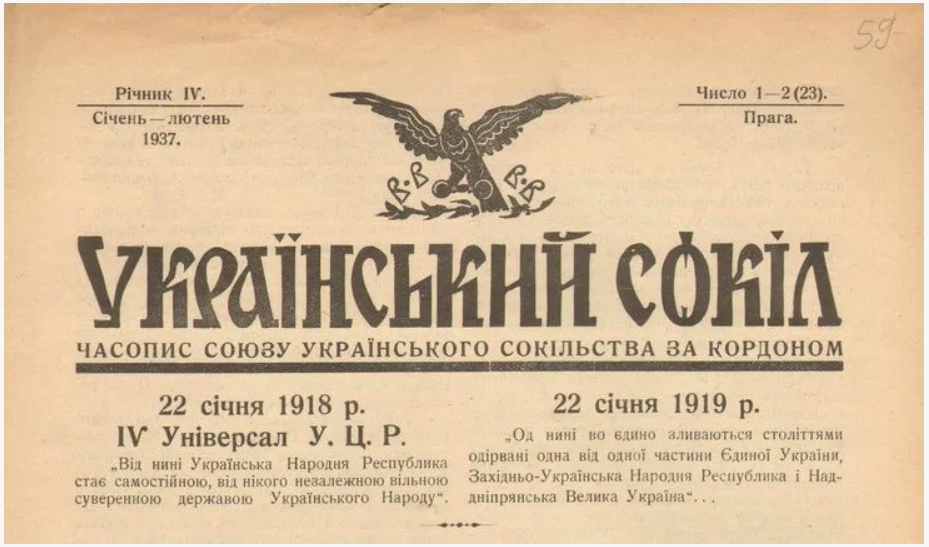 59
Річник IV.
Січень—лютень
1937.
Число 1—2 (23).
Прага.
В·В В·В
УКРАЇНСЬКИЙ СОКІЛ
ЧАСОПИС СОЮЗУ УКРАЇНСЬКОГО СОКІЛЬСТВА ЗА КОРДОНОМ
22 січня 1918 р.
IV Універсал У. Ц. Р.
„Від нині Українська Народня Республика
стає самостійною, від нікого незалежною вільною
суверенною державою Українського Народу“.
22 січня 1919 р.
„Од нині во єдино зливаються століттями
одірвані одна від одної частини Єдиної України,
Західньо-Українська Народня Республика і Над-
дніпрянська Велика Україна“...